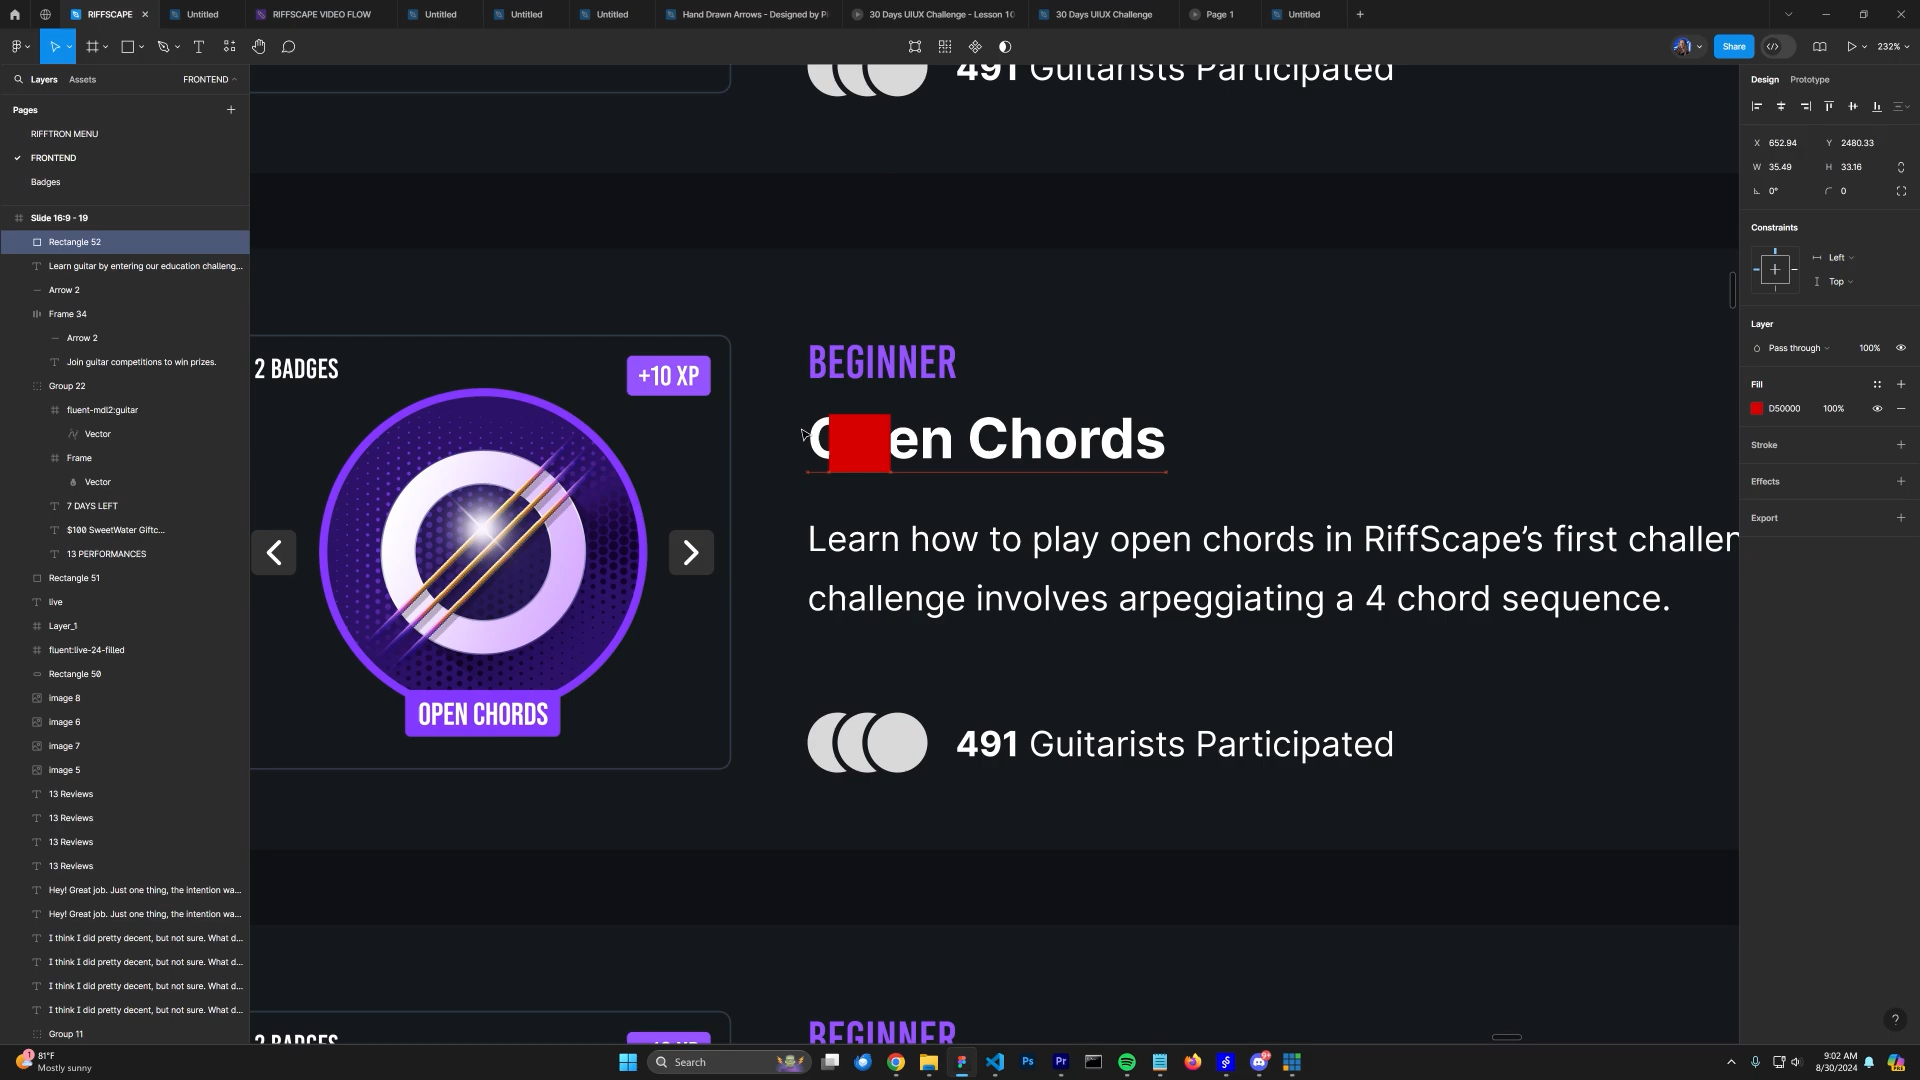 RIFFSCAPE
Untitled
RIFFSCAPE VIDEO FLOW
Untitled
Untitled
Untitled
Hand Drawn Arrows - Designed by
30 Days UIUX Challenge - Lesson 10
30 Days UIUX Challenge
Page 1
Untitled
Share
232%
Layers
Assets
FRONTEND
Pages
RIFFTRON MENU
FRONTEND
Badges
Slide 16:9 - 19
Rectangle 52
Learn guitar by entering our education challeng...
Arrow 2
Frame 34
Arrow 2
Join guitar competitions to win prizes.
Group 22
fluent-mdl2:guitar
Vector
Frame
Vector
7 DAYS LEFT
$100 SweetWater Giftc...
13 PERFORMANCES
Rectangle 51
live
Layer_1
fluent:live-24-filled
Rectangle 50
image 8
image 6
image 7
image 5
13 Reviews
13 Reviews
13 Reviews
13 Reviews
Hey! Great job. Just one thing, the intention wa...
Hey! Great job. Just one thing, the intention wa...
I think I did pretty decent, but not sure. What d...
I think I did pretty decent, but not sure. What d...
I think I did pretty decent, but not sure. What d...
I think I did pretty decent, but not sure. What d...
Group 11
491 Guitarists Participated
2 BADGES
+10 XP
OPEN CHORDS
BEGINNER
en Chords
Learn how to play open chords in RiffScape’s first challen
challenge involves arpeggiating a 4 chord sequence.
491 Guitarists Participated
2 BADGES
BEGINNER
Design
Prototype
X 652.94
Y 2480.33
W 35.49
H 33.16
0°
0
Constraints
Left
Top
Layer
Pass through
100%
Fill
D50000
100%
Stroke
Effects
Export
?
81°F
Mostly sunny
Search
Ps
Pr
9:02 AM
8/30/2024